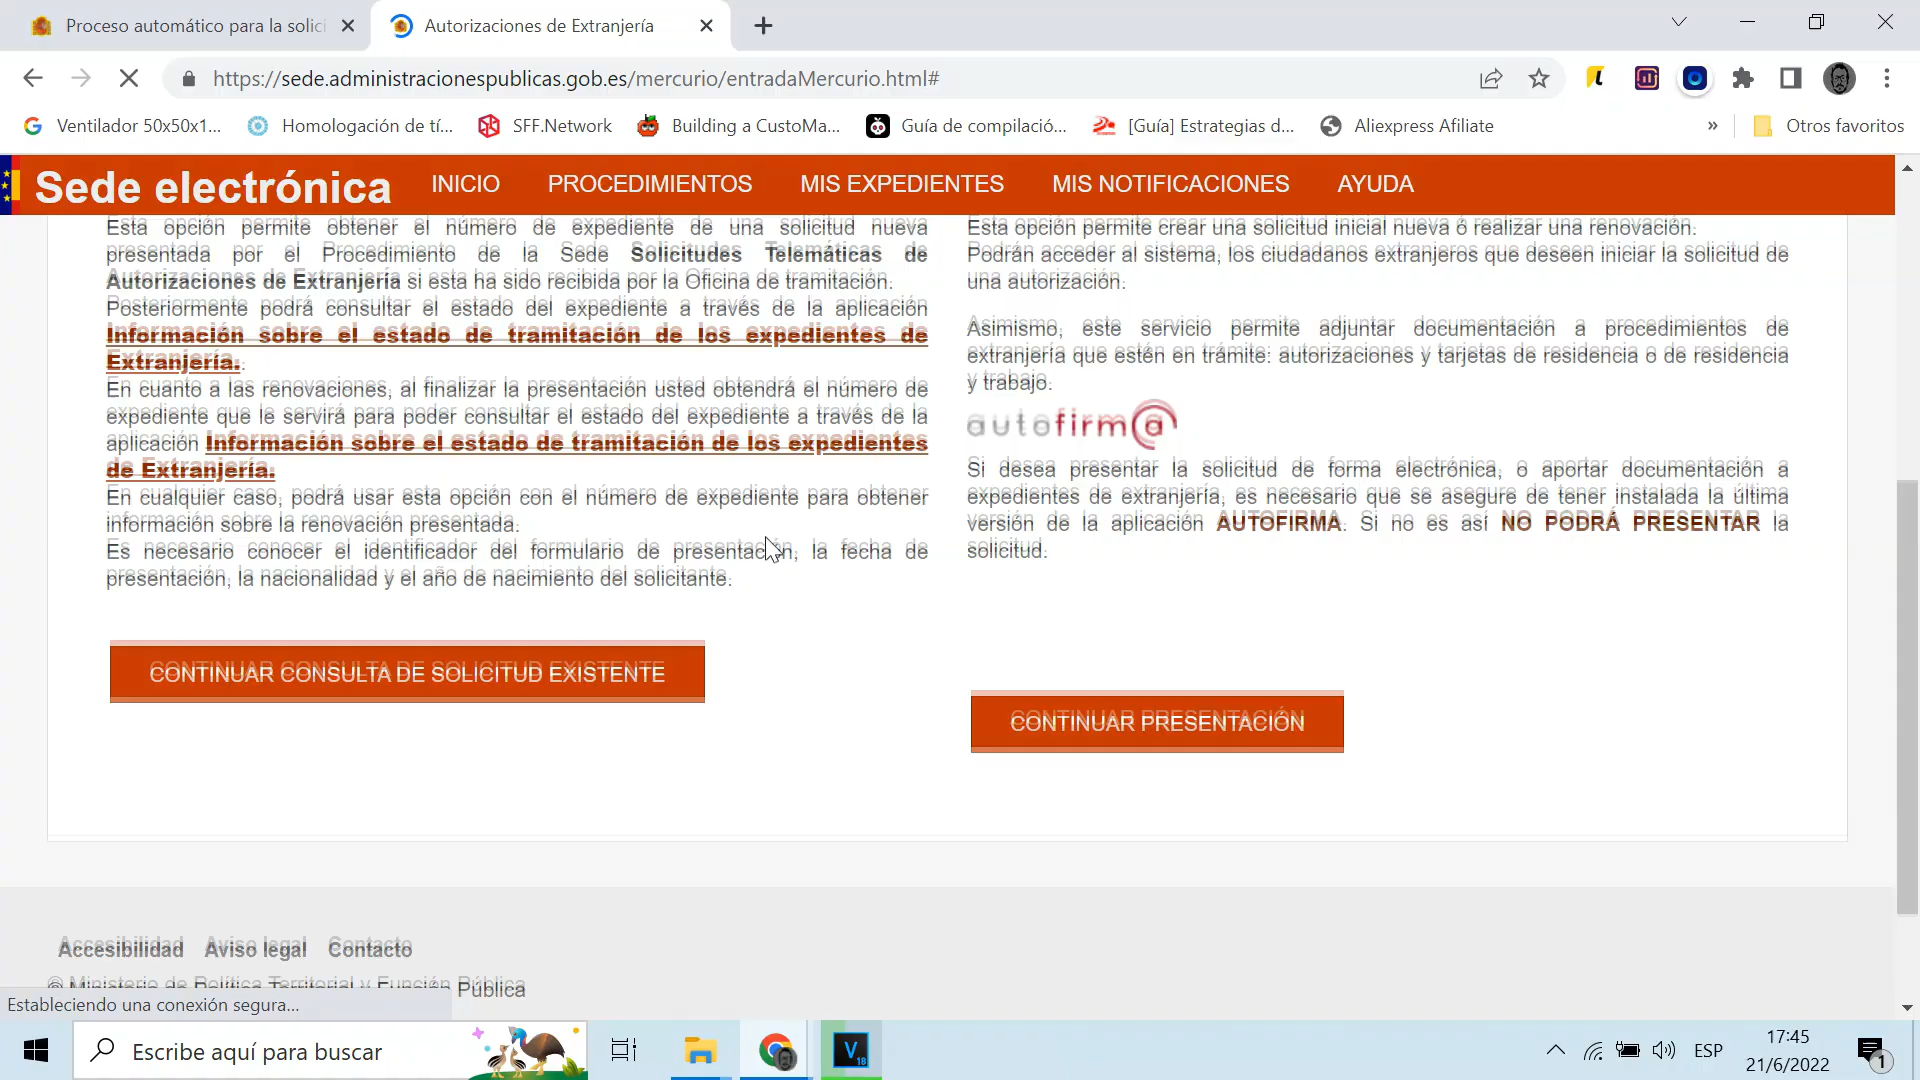 Proceso automático para la solici
Autorizaciones de Extranjería
https://sede.administracionespublicas.gob.es/mercurio/entradaMercurio.html#
Ventilador 50x50x1...
Homologación de tí...
SFF.Network
Building a CustoMa...
Guía de compilació...
[Guía] Estrategias d...
Aliexpress Afiliate
»
Otros favoritos
Sede electrónica
INICIO
PROCEDIMIENTOS
MIS EXPEDIENTES
MIS NOTIFICACIONES
AYUDA
Esta opción permite obtener el número de expediente de una solicitud nueva
presentada por el Procedimiento de la Sede Solicitudes Telemáticas de
Autorizaciones de Extranjería si esta ha sido recibida por la Oficina de tramitación.
Posteriormente podrá consultar el estado del expediente a través de la aplicación
Información sobre el estado de tramitación de los expedientes de
Extranjería..
En cuanto a las renovaciones, al finalizar la presentación usted obtendrá el número de
expediente que le servirá para poder consultar el estado del expediente a través de la
aplicación Información sobre el estado de tramitación de los expedientes
de Extranjería.
En cualquier caso, podrá usar esta opción con el número de expediente para obtener
información sobre la renovación presentada.
Es necesario conocer el identificador del formulario de presentación, la fecha de
presentación, la nacionalidad y el año de nacimiento del solicitante.
CONTINUAR CONSULTA DE SOLICITUD EXISTENTE
Esta opción permite crear una solicitud inicial nueva ó realizar una renovación.
Podrán acceder al sistema, los ciudadanos extranjeros que deseen iniciar la solicitud de
una autorización.
Asimismo, este servicio permite adjuntar documentación a procedimientos de
extranjería que estén en trámite: autorizaciones y tarjetas de residencia o de residencia
y trabajo.
autofirm@
Si desea presentar la solicitud de forma electrónica, o aportar documentación a
expedientes de extranjería, es necesario que se asegure de tener instalada la última
versión de la aplicación AUTOFIRMA. Si no es así NO PODRÁ PRESENTAR la
solicitud.
CONTINUAR PRESENTACIÓN
Accesibilidad
Aviso legal
Contacto
© Ministerio de Política Territorial y Función Pública
Estableciendo una conexión segura...
Escribe aquí para buscar
V
18
ESP
17:45
21/6/2022
1